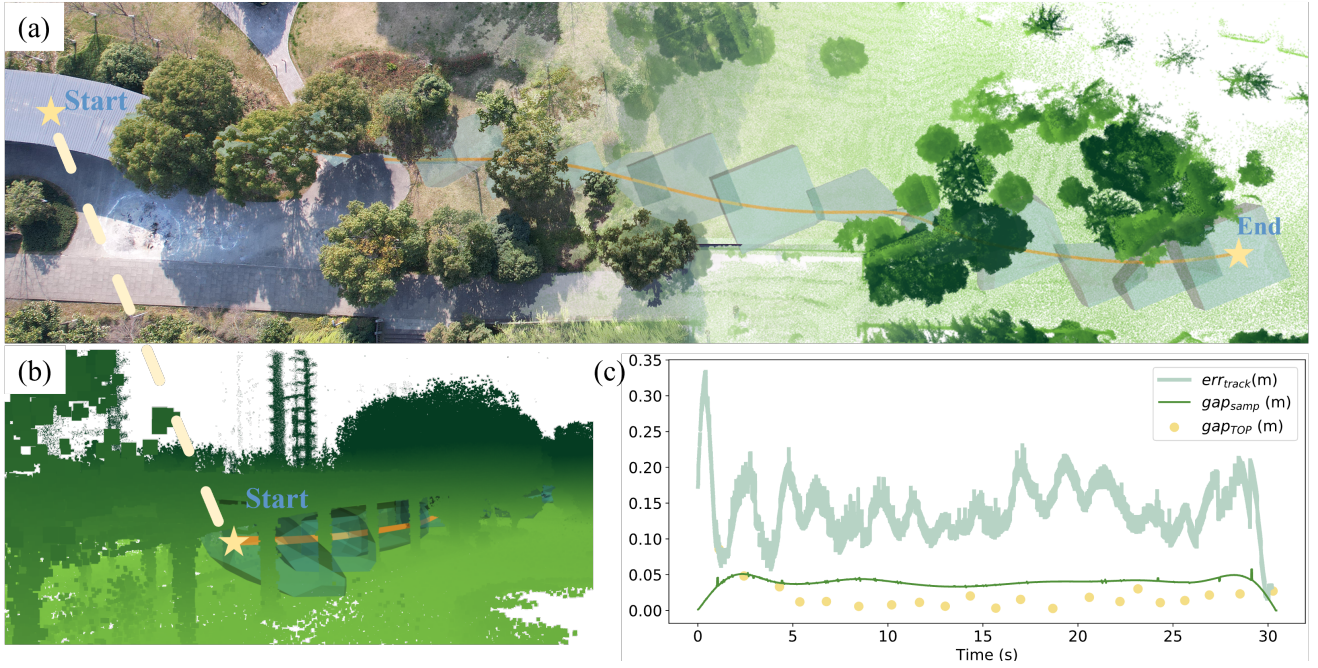 (a)
Start
End
(b)
Start
(c)
0.35
0.30
0.25
0.20
0.15
0.10
0.05
0.00
err_track(m)
gap_samp (m)
gap_TOP (m)
0 5 10 15 20 25 30
Time (s)